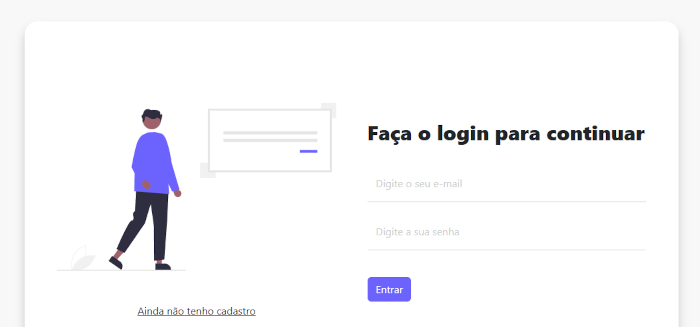 Faça o login para continuar
Digite o seu e-mail
Digite a sua senha
Entrar
Ainda não tenho cadastro